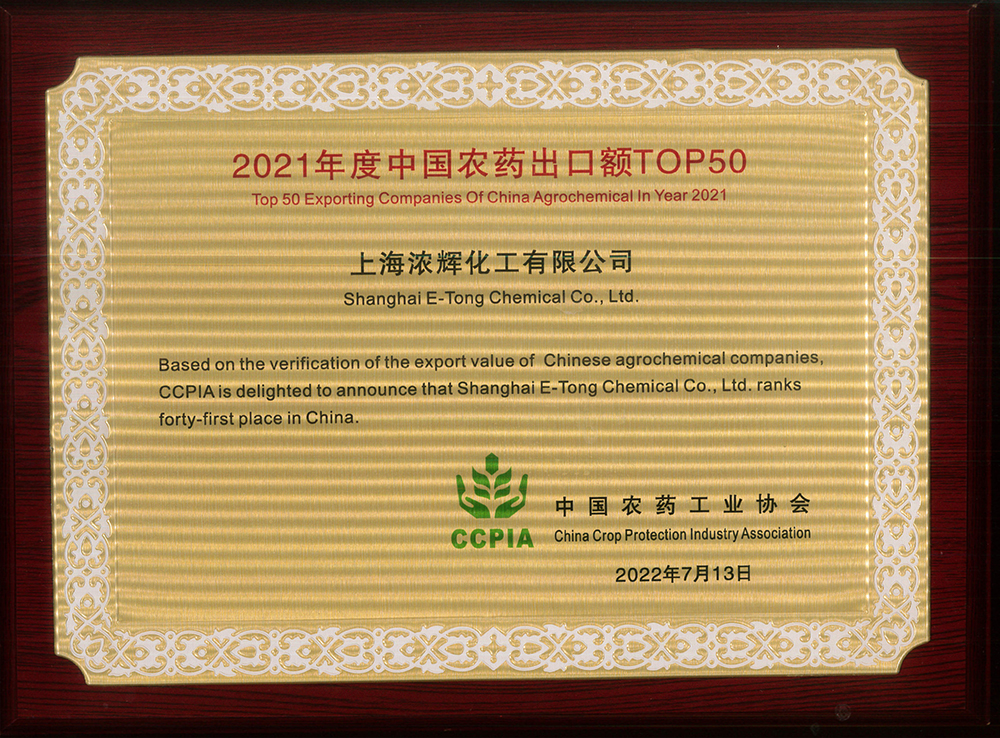 2021年度中国农药出口额TOP50
Top 50 Exporting Companies Of China Agrochemical In Year 2021
上海浓辉化工有限公司
Shanghai E-Tong Chemical Co., Ltd.
Based on the verification of the export value of Chinese agrochemical companies,
CCPIA is delighted to announce that Shanghai E-Tong Chemical Co., Ltd. ranks
forty-first place in China.
CCPIA
中国农药工业协会
China Crop Protection Industry Association
2022年7月13日